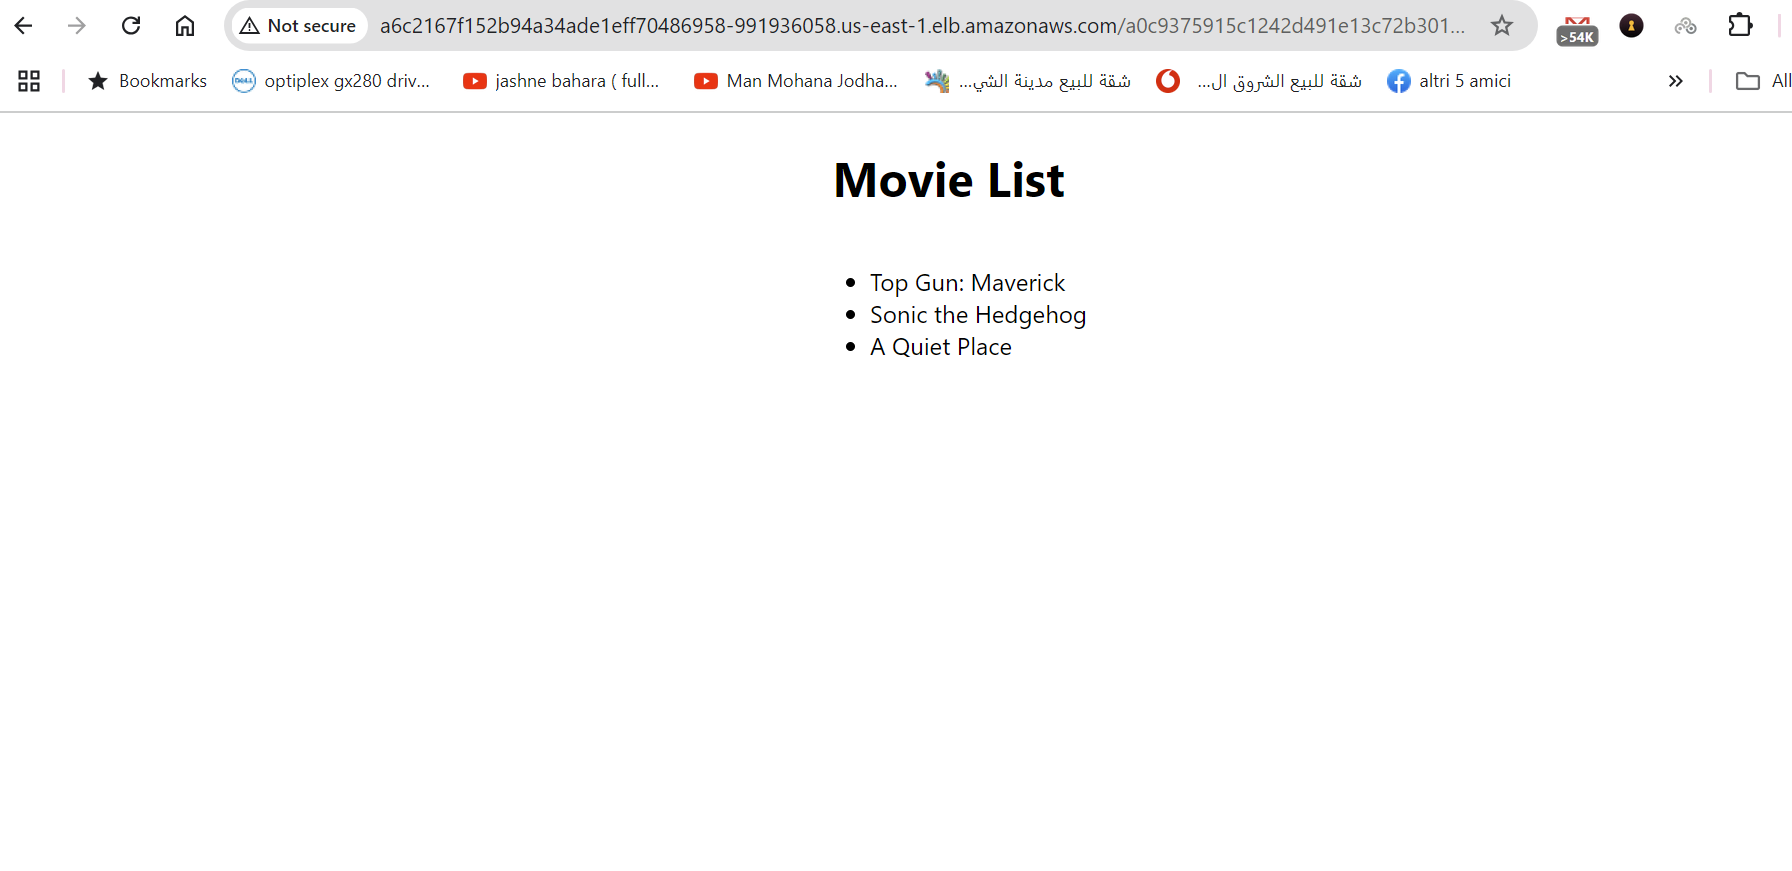 Not secure a6c2167f152b94a34ade1eff70486958-991936058.us-east-1.elb.amazonaws.com/a0c9375915c1242d491e13c72b301... >54K
Bookmarks DELL optiplex gx280 driv... jashne bahara ( full... Man Mohana Jodha... شقة للبيع مدينة الشي... شقة للبيع الشروق ال... altri 5 amici » All
Movie List
• Top Gun: Maverick
• Sonic the Hedgehog
• A Quiet Place